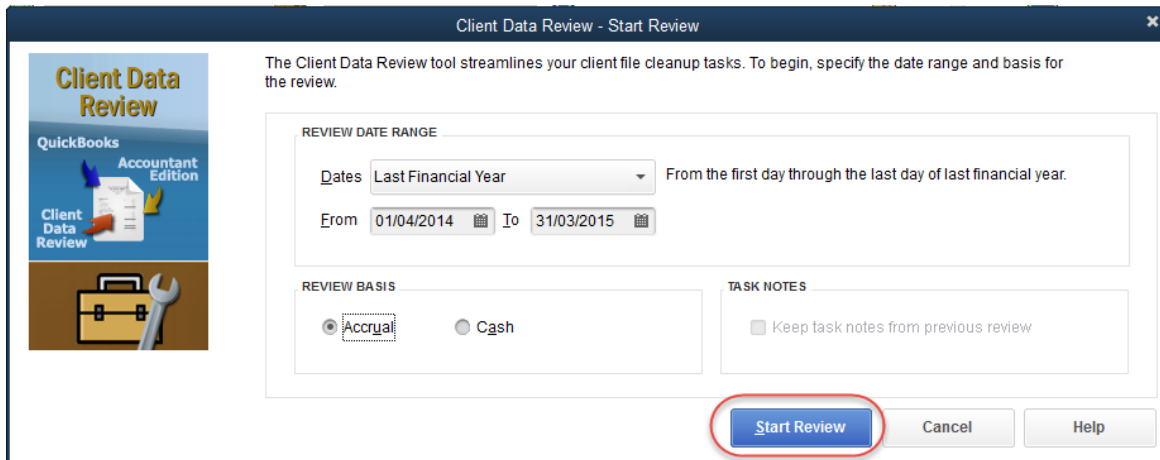 Client Data Review - Start Review
Client Data
Review
QuickBooks
Accountant
Edition
Client
Data
Review
The Client Data Review tool streamlines your client file cleanup tasks. To begin, specify the date range and basis for
the review.
REVIEW DATE RANGE
Dates Last Financial Year From the first day through the last day of last financial year.
From 01/04/2014 To 31/03/2015
REVIEW BASIS TASK NOTES
Accrual Cash Keep task notes from previous review
Start Review Cancel Help